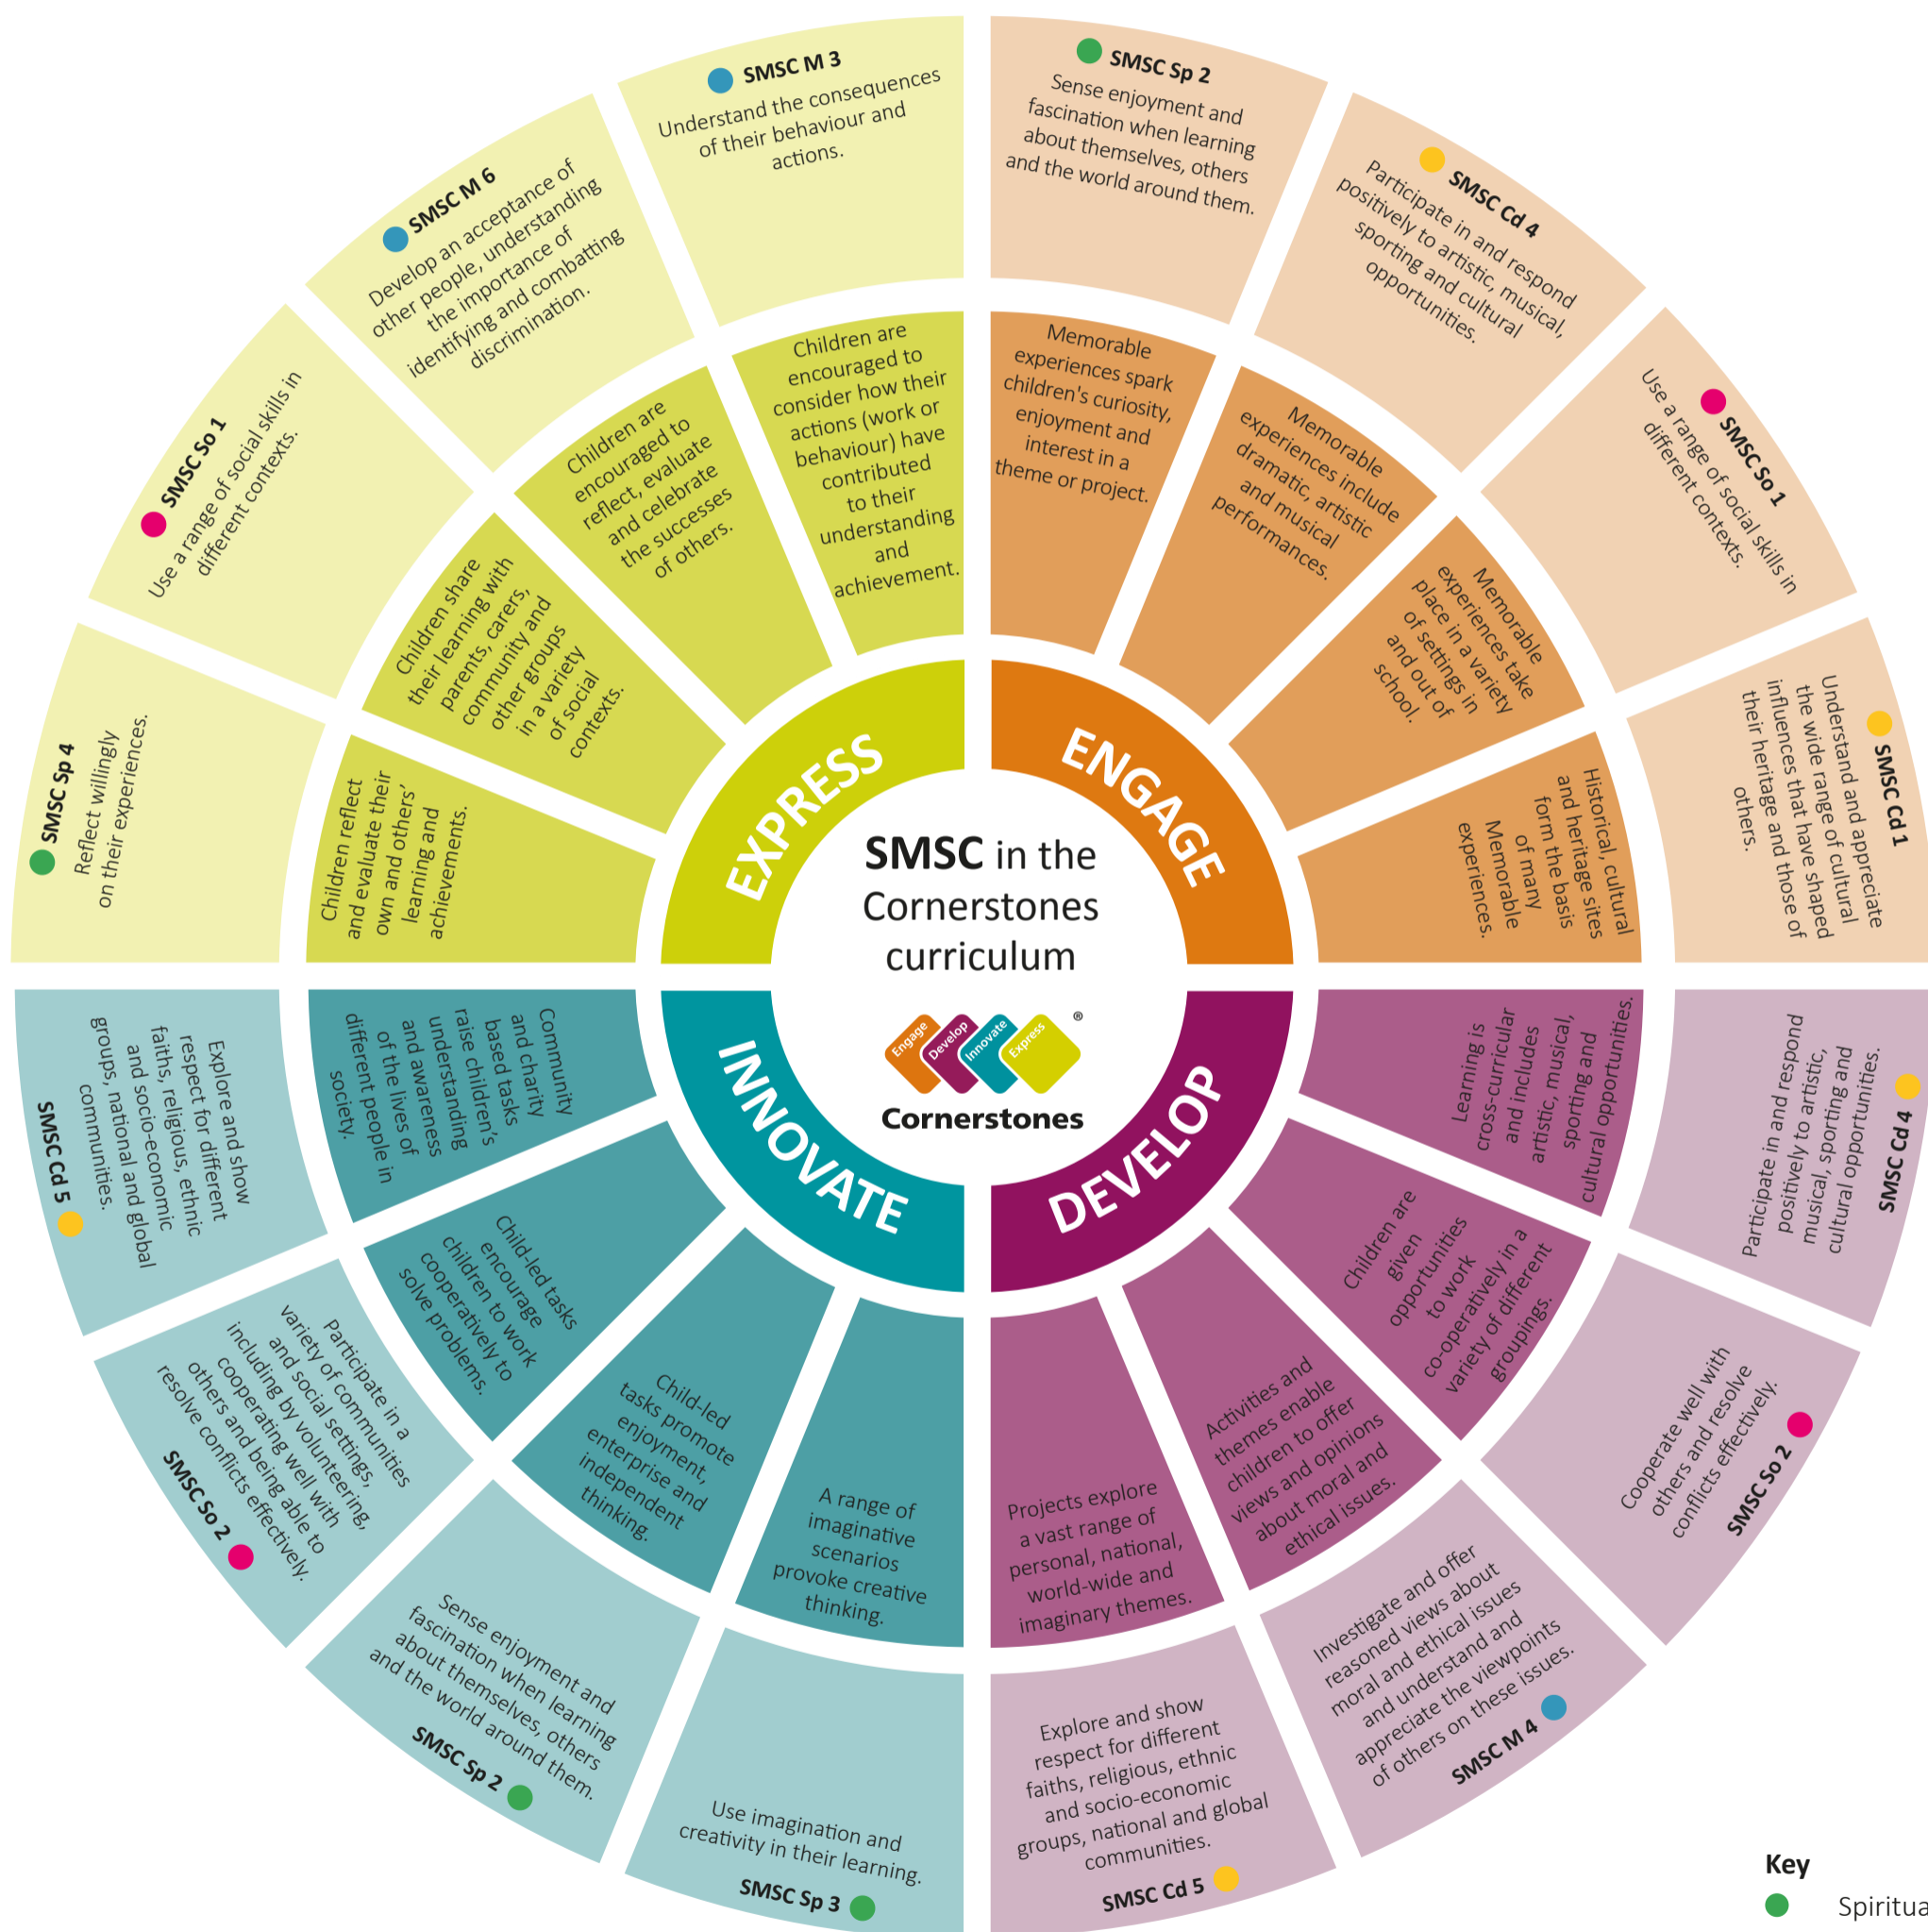 SMSC in the
Cornerstones
curriculum
Engage
Develop
Innovate
Express
®
Cornerstones
ENGAGE
SMSC Sp 2
Sense enjoyment and
fascination when learning
about themselves, others
and the world around them.
Memorable
experiences spark
children's curiosity,
enjoyment and
interest in a
theme or project.
SMSC Cd 4
Participate in and respond
positively to artistic, musical,
sporting and cultural
opportunities.
Memorable
experiences include
dramatic, artistic
and musical
performances.
SMSC So 1
Use a range of social skills in
different contexts.
Memorable
experiences take
place in a variety
of settings in
and out of
school.
SMSC Cd 1
Understand and appreciate
the wide range of cultural
influences that have shaped
their heritage and those of
others.
Historical, cultural
and heritage sites
form the basis
of many
Memorable
experiences.
DEVELOP
Learning is
cross-curricular
and includes
artistic, musical,
sporting and
cultural opportunities.
Participate in and respond
positively to artistic,
musical, sporting and
cultural opportunities.
SMSC Cd 4
Children are
given
opportunities
to work
co-operatively in a
variety of different
groupings.
Cooperate well with
others and resolve
conflicts effectively.
SMSC So 2
Activities and
themes enable
children to offer
views and opinions
about moral and
ethical issues.
Investigate and offer
reasoned views about
moral and ethical issues
and understand and
appreciate the viewpoints
of others on these issues.
SMSC M 4
Projects explore
a vast range of
personal, national,
world-wide and
imaginary themes.
Explore and show
respect for different
faiths, religious, ethnic
and socio-economic
groups, national and global
communities.
SMSC Cd 5
INNOVATE
A range of
imaginative
scenarios
provoke creative
thinking.
Use imagination and
creativity in their learning.
SMSC Sp 3
Child-led
tasks promote
enjoyment,
enterprise and
independent
thinking.
Sense enjoyment and
fascination when learning
about themselves, others
and the world around them.
SMSC Sp 2
Child-led tasks
encourage
children to work
cooperatively to
solve problems.
Participate in a
variety of communities
and social settings,
including by volunteering,
cooperating well with
others and being able to
resolve conflicts effectively.
SMSC So 2
Community
and charity
based tasks
raise children's
understanding
and awareness
of the lives of
different people in
society.
Explore and show
respect for different
faiths, religious, ethnic
and socio-economic
groups, national and global
communities.
SMSC Cd 5
EXPRESS
SMSC Sp 4
Reflect willingly
on their experiences.
Children reflect
and evaluate their
own and others’
learning and
achievements.
SMSC So 1
Use a range of social skills in
different contexts.
Children share
their learning with
parents, carers,
community and
other groups
in a variety
of social
contexts.
SMSC M 6
Develop an acceptance of
other people, understanding
the importance of
identifying and combatting
discrimination.
Children are
encouraged to
reflect, evaluate
and celebrate
the successes
of others.
SMSC M 3
Understand the consequences
of their behaviour and
actions.
Children are
encouraged to
consider how their
actions (work or
behaviour) have
contributed
to their
understanding
and
achievement.
Key